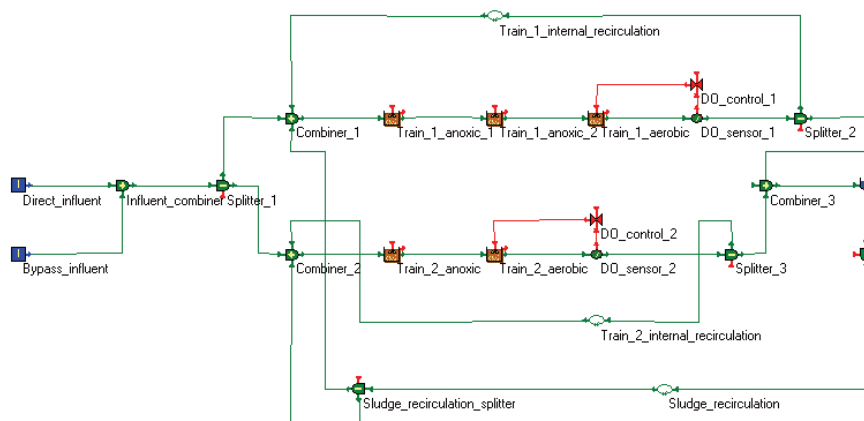 Train_1_internal_recirculation
DO_control_1
Combiner_1
Train_1_anoxic_1
Train_1_anoxic_2
Train_1_aerobic
DO_sensor_1
Splitter_2
Direct_influent
Influent_combiner
Splitter_1
Combiner_3
DO_control_2
Bypass_influent
Combiner_2
Train_2_anoxic
Train_2_aerobic
DO_sensor_2
Splitter_3
Train_2_internal_recirculation
Sludge_recirculation_splitter
Sludge_recirculation